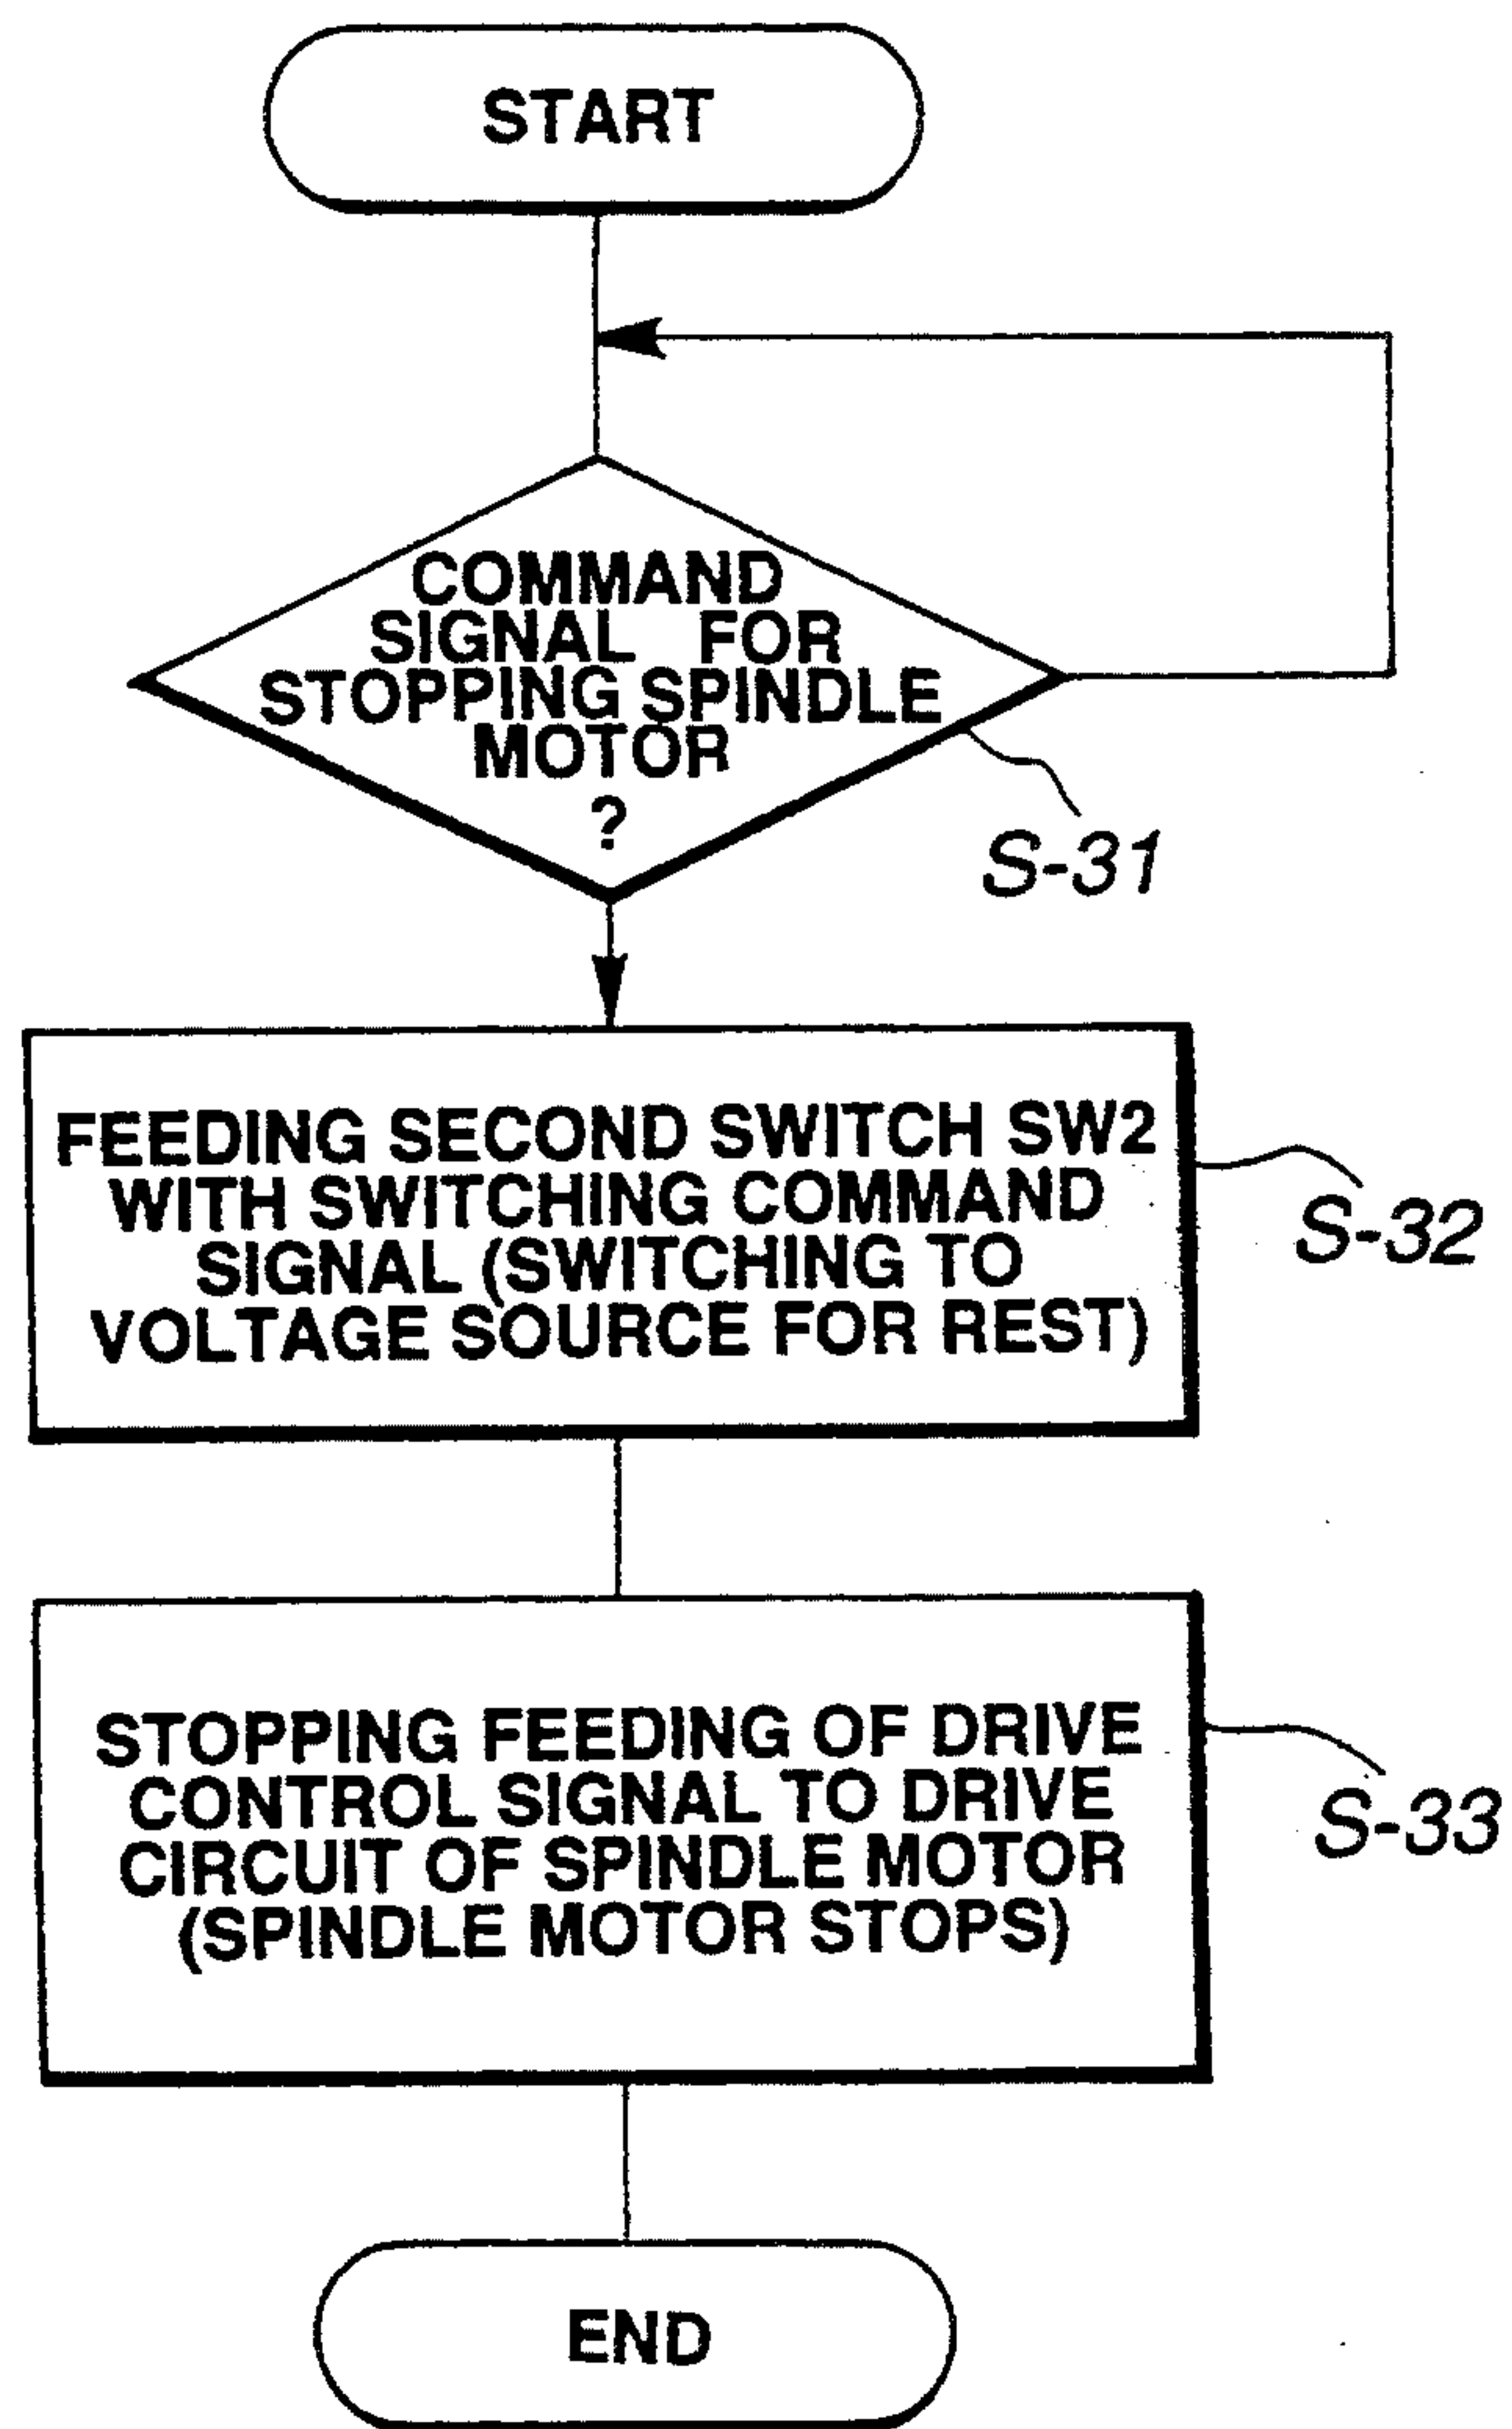 START
COMMAND
SIGNAL FOR
STOPPING SPINDLE
MOTOR
?
S-31
FEEDING SECOND SWITCH SW2
WITH SWITCHING COMMAND
SIGNAL (SWITCHING TO
VOLTAGE SOURCE FOR REST)
S-32
STOPPING FEEDING OF DRIVE
CONTROL SIGNAL TO DRIVE
CIRCUIT OF SPINDLE MOTOR
(SPINDLE MOTOR STOPS)
S-33
END